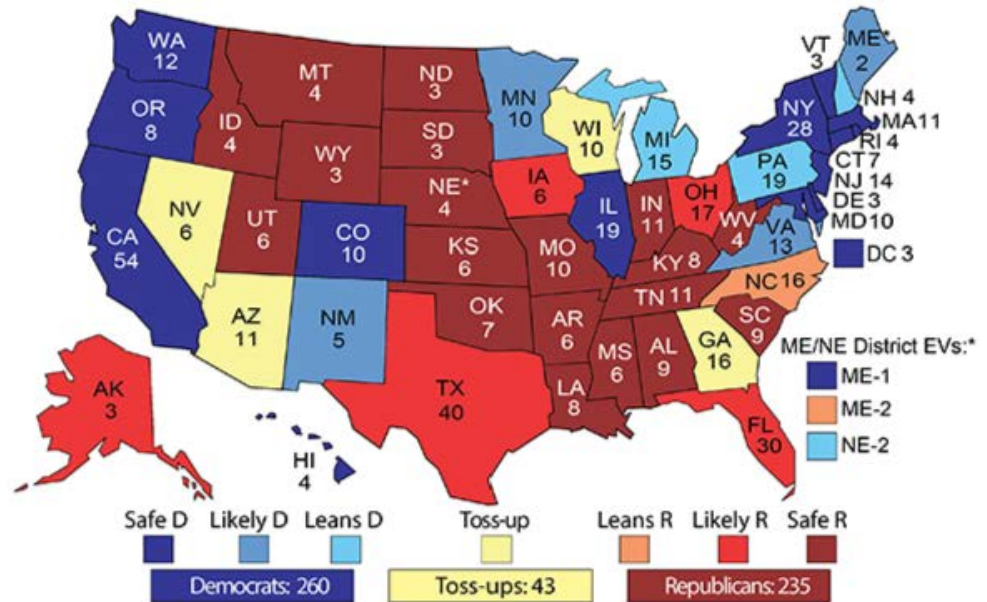 WA
12
OR
8
CA
54
NV
6
ID
4
MT
4
WY
3
UT
6
AZ
11
CO
10
NM
5
ND
3
SD
3
NE*
4
KS
6
OK
7
TX
40
MN
10
IA
6
MO
10
AR
6
LA
8
WI
10
IL
19
MI
15
IN
11
OH
17
KY 8
TN 11
MS
6
AL
9
GA
16
FL
30
SC
9
NC 16
VA
13
WV
4
PA
19
NY
28
VT
3
ME*
2
NH 4
MA 11
RI 4
CT 7
NJ 14
DE 3
MD 10
DC 3
AK
3
HI
4
ME/NE District EVs:*
ME-1
ME-2
NE-2
Safe D Likely D Leans D Toss-up Leans R Likely R Safe R
Democrats: 260 Toss-ups: 43 Republicans: 235